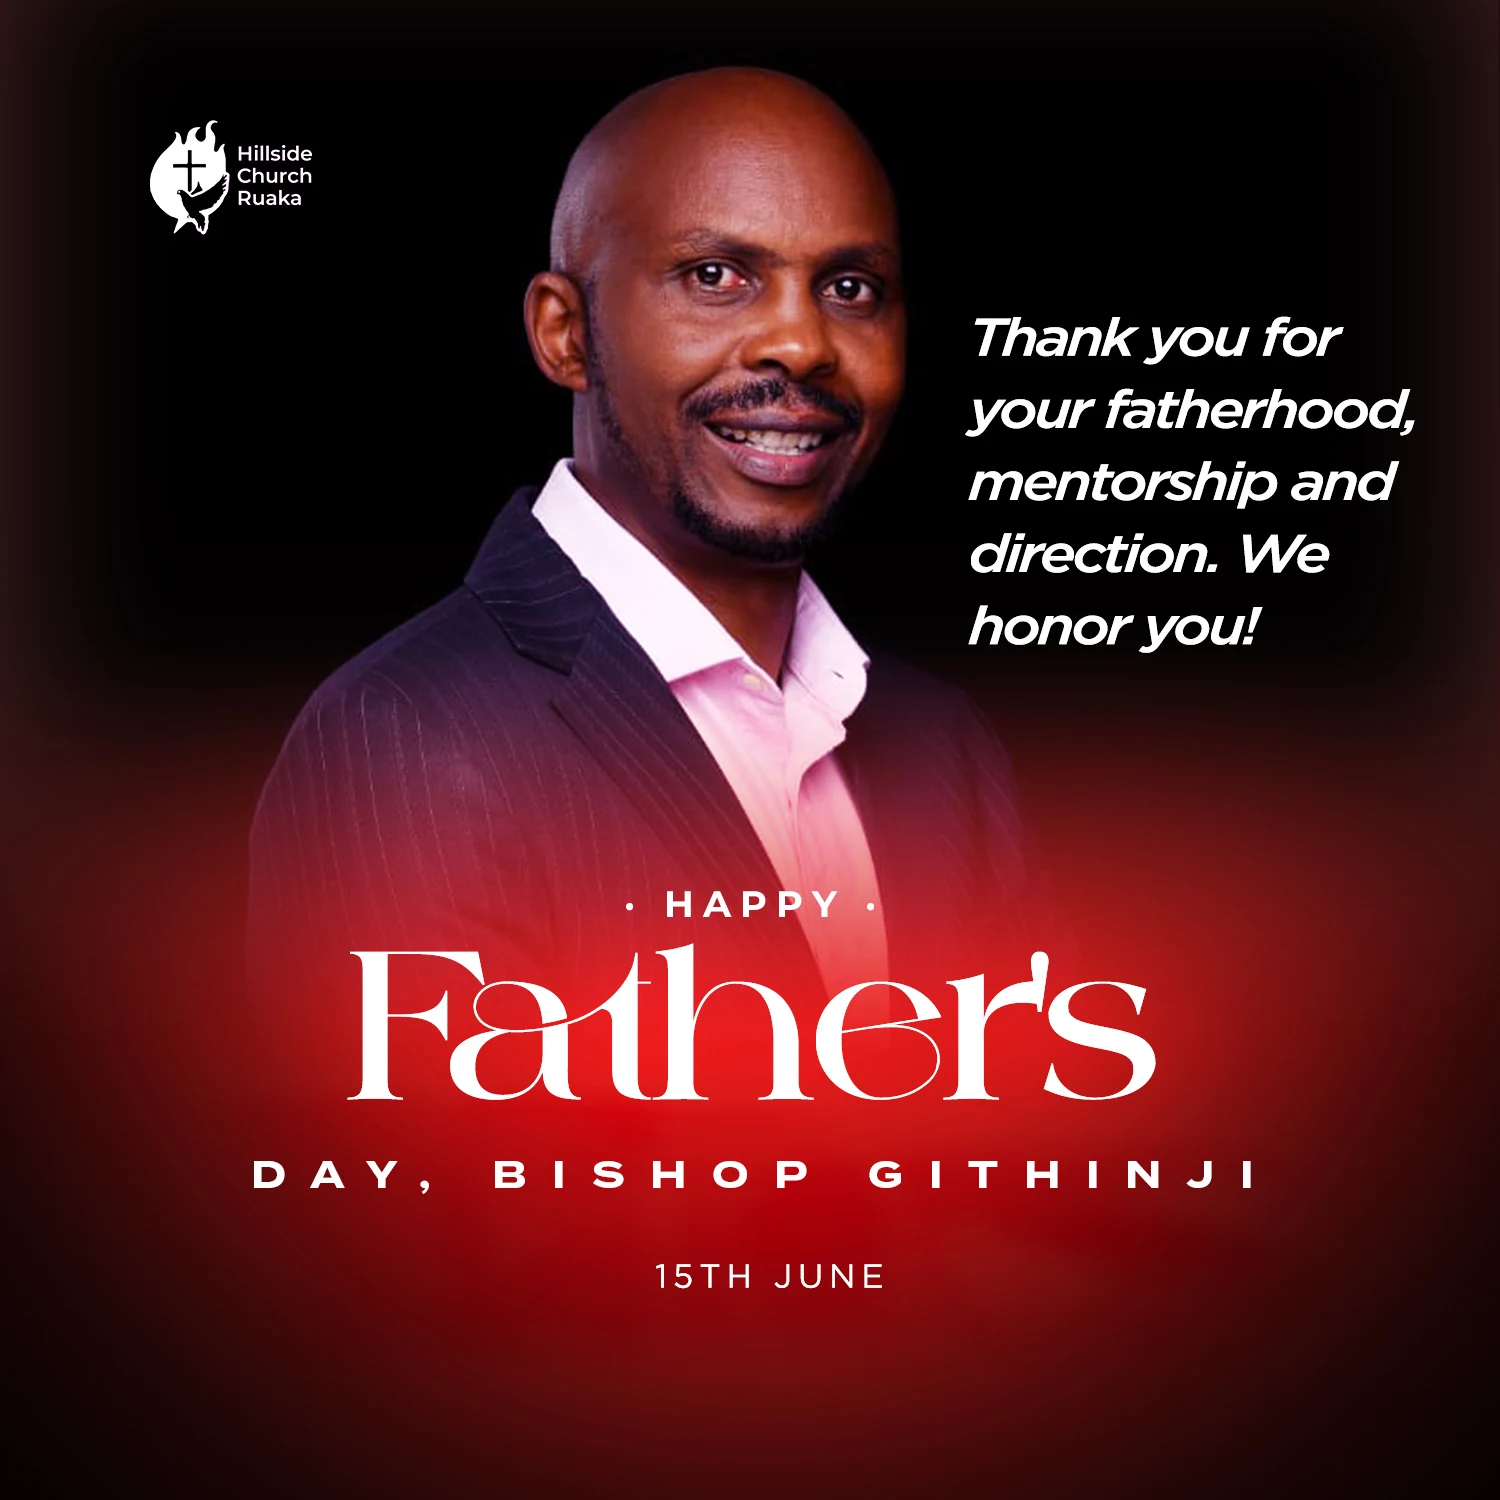 Hillside
Church
Ruaka
Thank you for
your fatherhood,
mentorship and
direction. We
honor you!
· HAPPY ·
Father's
DAY, BISHOP GITHINJI
15TH JUNE